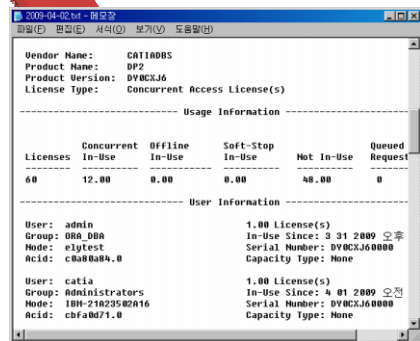 2009-04-02.txt - 메모장
파일(F) 편집(E) 서식(O) 보기(V) 도움말(H)
Vendor Name: CATIADBS
Product Name: DP2
Product Version: DY0CXJ6
License Type: Concurrent Access License(s)
------------------------------ Usage Information ------------------------
Concurrent Offline Soft-Stop Queued
Licenses In-Use In-Use In-Use Not In-Use Request
60 12.00 0.00 0.00 48.00 0
------------------------------ User Information ------------------------
User: admin 1.00 License(s)
Group: ORA_DBA In-Use Since: 3 31 2009 오후
Node: elytest Serial Number: DY0CXJ60000
Acid: c0a80a84.0 Capacity Type: None
User: catia 1.00 License(s)
Group: Administrators In-Use Since: 4 01 2009 오전
Node: IBM-21A23502A16 Serial Number: DY0CXJ60000
Acid: cbfa0d71.0 Capacity Type: None